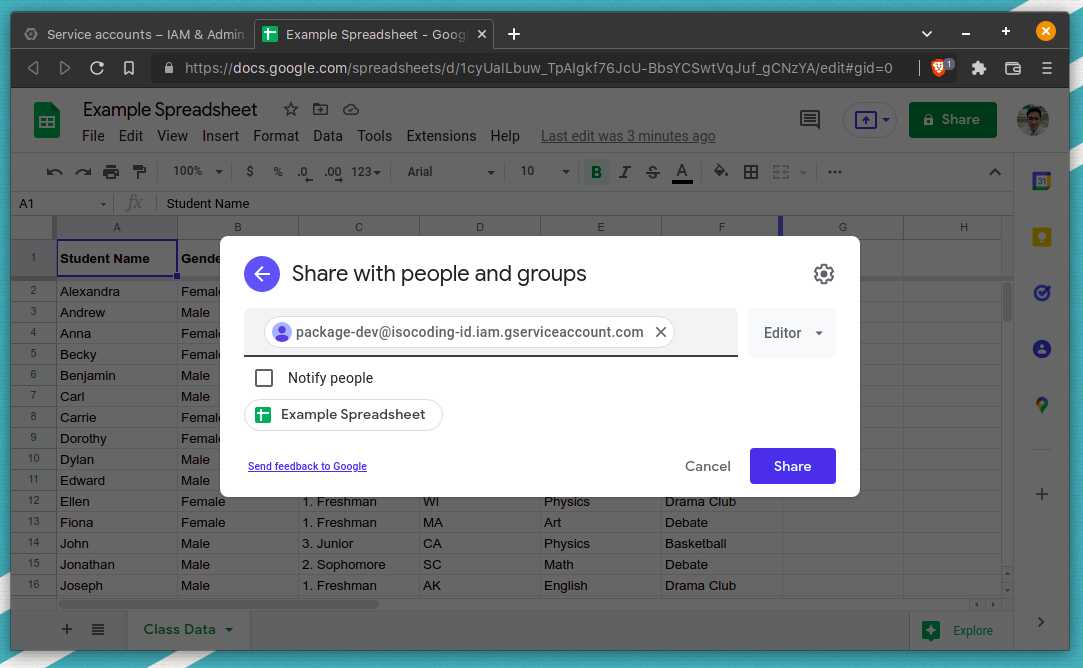 Service accounts – IAM & Admin
Example Spreadsheet - Goog
https://docs.google.com/spreadsheets/d/1cyUalLbuw_TpAIgkf76JcU-BbsYCSwtVqJuf_gCNzYA/edit#gid=0
1
Example Spreadsheet
File Edit View Insert Format Data Tools Extensions Help Last edit was 3 minutes ago
Share
100% $ % .0 .00 123 Arial 10 B I S A
A1 fx Student Name
31
A B C D E F G H
1 Student Name Gende
2 Alexandra Female
3 Andrew Male
4 Anna Female
5 Becky Female
6 Benjamin Male
7 Carl Male
8 Carrie Female
9 Dorothy Female
10 Dylan Male
11 Edward Male
12 Ellen Female 1. Freshman WI Physics Drama Club
13 Fiona Female 1. Freshman MA Art Debate
14 John Male 3. Junior CA Physics Basketball
15 Jonathan Male 2. Sophomore SC Math Debate
16 Joseph Male 1. Freshman AK English Drama Club
Share with people and groups
package-dev@isocoding-id.iam.gserviceaccount.com
Editor
Notify people
Example Spreadsheet
Send feedback to Google
Cancel
Share
Class Data
Explore